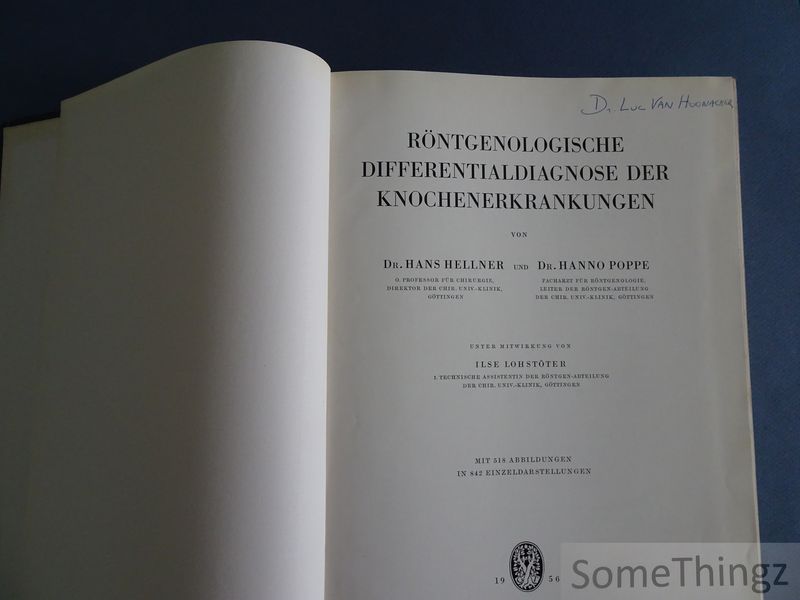 Dr. Luc Van Hoonacker
RÖNTGENOLOGISCHE
DIFFERENTIALDIAGNOSE DER
KNOCHENERKRANKUNGEN
VON
DR. HANS HELLNER UND DR. HANNO POPPE
O. PROFESSOR FÜR CHIRURGIE, FACHARZT FÜR RÖNTGENOLOGIE,
DIREKTOR DER CHIR. UNIV.-KLINIK, LEITER DER RÖNTGEN-ABTEILUNG
GÖTTINGEN DER CHIR. UNIV.-KLINIK, GÖTTINGEN
UNTER MITWIRKUNG VON
ILSE LOHSTÖTER
I. TECHNISCHE ASSISTENTIN DER RÖNTGEN-ABTEILUNG
DER CHIR. UNIV.-KLINIK, GÖTTINGEN
MIT 518 ABBILDUNGEN
IN 842 EINZELDARSTELLUNGEN
19 56
SomeThingz